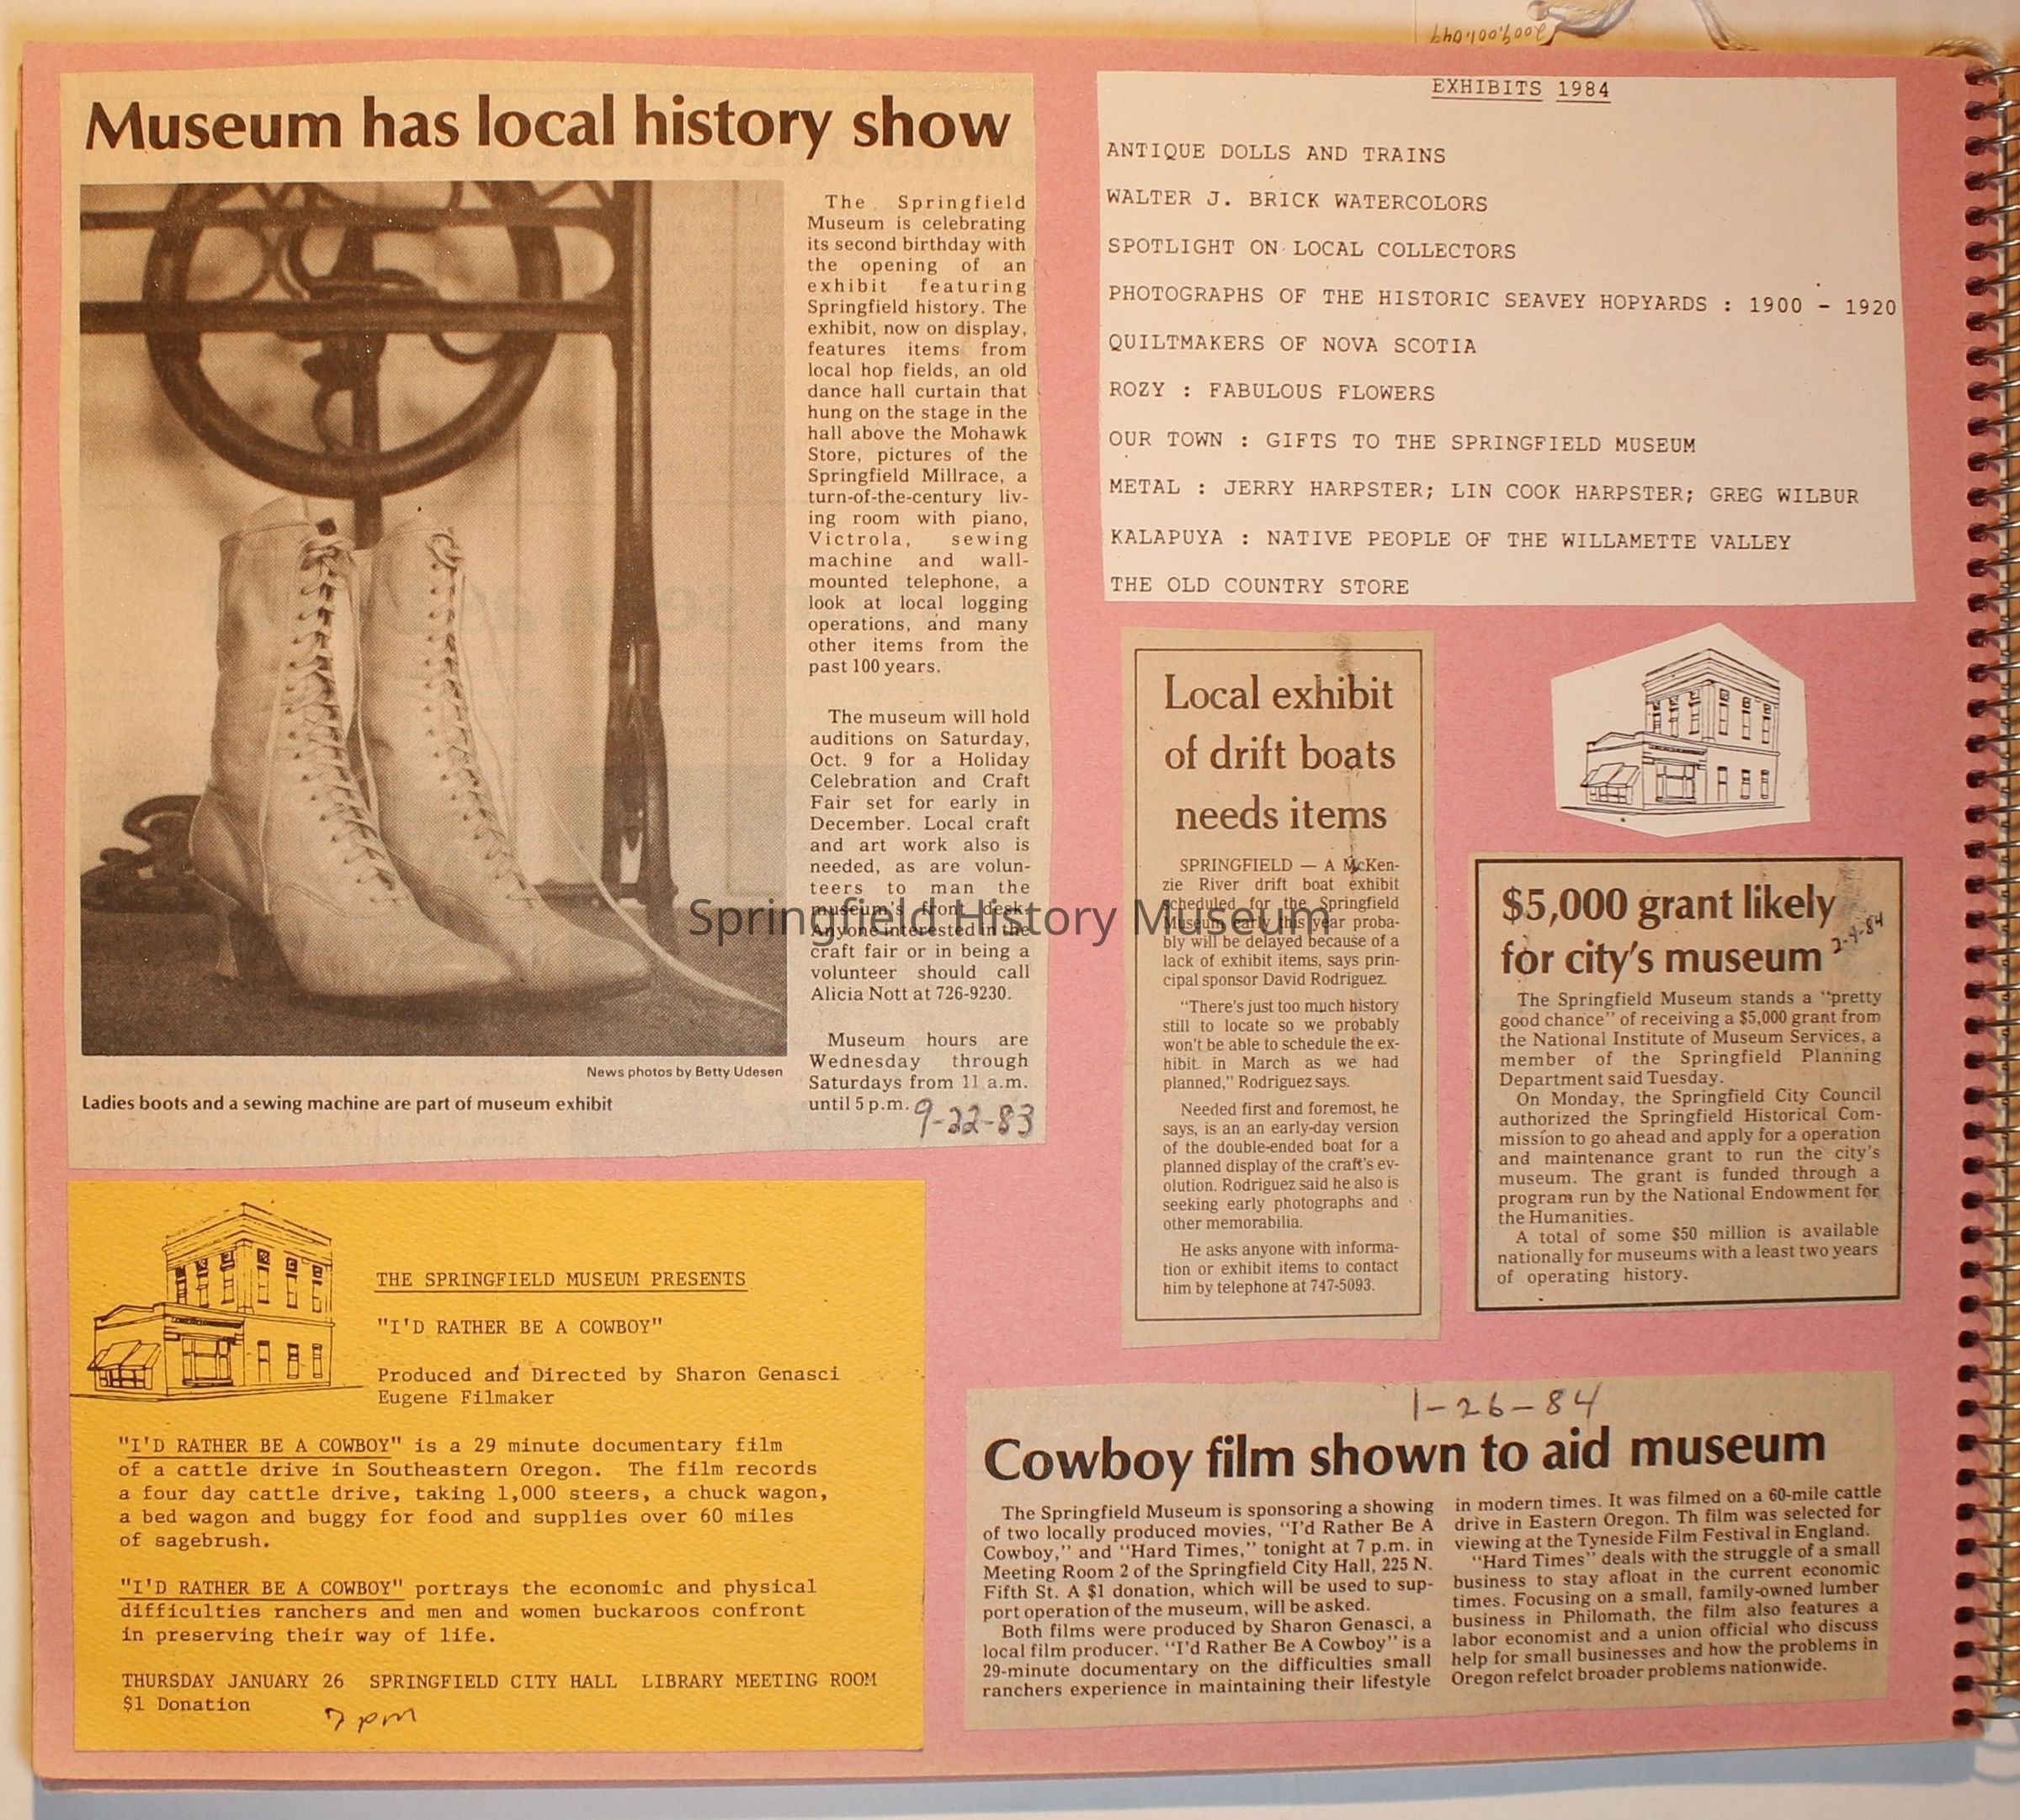 2009.001.049
Museum has local history show
The Springfield
Museum is celebrating
its second birthday with
the opening of an
exhibit featuring
Springfield history. The
exhibit, now on display,
features items from
local hop fields, an old
dance hall curtain that
hung on the stage in the
hall above the Mohawk
Store, pictures of the
Springfield Millrace, a
turn-of-the-century liv-
ing room with piano,
Victrola, sewing
machine and wall-
mounted telephone, a
look at local logging
operations, and many
other items from the
past 100 years.
The museum will hold
auditions on Saturday,
Oct. 9 for a Holiday
Celebration and Craft
Fair set for early in
December. Local craft
and art work also is
needed, as are volun-
teers to man the
museum's front desk.
Anyone interested in the
craft fair or in being a
volunteer should call
Alicia Nott at 726-9230.
Museum hours are
Wednesday through
Saturdays from 11 a.m.
until 5 p.m.
9-22-83
News photos by Betty Udesen
Ladies boots and a sewing machine are part of museum exhibit
THE SPRINGFIELD MUSEUM PRESENTS
"I'D RATHER BE A COWBOY"
Produced and Directed by Sharon Genasci
Eugene Filmaker
"I'D RATHER BE A COWBOY" is a 29 minute documentary film
of a cattle drive in Southeastern Oregon. The film records
a four day cattle drive, taking 1,000 steers, a chuck wagon,
a bed wagon and buggy for food and supplies over 60 miles
of sagebrush.
"I'D RATHER BE A COWBOY" portrays the economic and physical
difficulties ranchers and men and women buckaroos confront
in preserving their way of life.
THURSDAY JANUARY 26 SPRINGFIELD CITY HALL LIBRARY MEETING ROOM
$1 Donation
7 pm
EXHIBITS 1984
ANTIQUE DOLLS AND TRAINS
WALTER J. BRICK WATERCOLORS
SPOTLIGHT ON LOCAL COLLECTORS
PHOTOGRAPHS OF THE HISTORIC SEAVEY HOPYARDS : 1900 - 1920
QUILTMAKERS OF NOVA SCOTIA
ROZY : FABULOUS FLOWERS
OUR TOWN : GIFTS TO THE SPRINGFIELD MUSEUM
METAL : JERRY HARPSTER; LIN COOK HARPSTER; GREG WILBUR
KALAPUYA : NATIVE PEOPLE OF THE WILLAMETTE VALLEY
THE OLD COUNTRY STORE
Local exhibit
of drift boats
needs items
SPRINGFIELD — A McKen-
zie River drift boat exhibit
scheduled for the Springfield
Museum early this year proba-
bly will be delayed because of a
lack of exhibit items, says prin-
cipal sponsor David Rodriguez.
"There's just too much history
still to locate so we probably
won't be able to schedule the ex-
hibit in March as we had
planned," Rodriguez says.
Needed first and foremost, he
says, is an an early-day version
of the double-ended boat for a
planned display of the craft's ev-
olution. Rodriguez said he also is
seeking early photographs and
other memorabilia.
He asks anyone with informa-
tion or exhibit items to contact
him by telephone at 747-5093.
$5,000 grant likely
for city's museum
2-9-84
The Springfield Museum stands a "pretty
good chance" of receiving a $5,000 grant from
the National Institute of Museum Services, a
member of the Springfield Planning
Department said Tuesday.
On Monday, the Springfield City Council
authorized the Springfield Historical Com-
mission to go ahead and apply for a operation
and maintenance grant to run the city's
museum. The grant is funded through a
program run by the National Endowment for
the Humanities.
A total of some $50 million is available
nationally for museums with a least two years
of operating history.
1-26-84
Cowboy film shown to aid museum
The Springfield Museum is sponsoring a showing
of two locally produced movies, "I'd Rather Be A
Cowboy," and "Hard Times," tonight at 7 p.m. in
Meeting Room 2 of the Springfield City Hall, 225 N.
Fifth St. A $1 donation, which will be used to sup-
port operation of the museum, will be asked.
Both films were produced by Sharon Genasci, a
local film producer. "I'd Rather Be A Cowboy" is a
29-minute documentary on the difficulties small
ranchers experience in maintaining their lifestyle
in modern times. It was filmed on a 60-mile cattle
drive in Eastern Oregon. Th film was selected for
viewing at the Tyneside Film Festival in England.
"Hard Times" deals with the struggle of a small
business to stay afloat in the current economic
times. Focusing on a small, family-owned lumber
business in Philomath, the film also features a
labor economist and a union official who discuss
help for small businesses and how the problems in
Oregon refelct broader problems nationwide.
Springfield History Museum